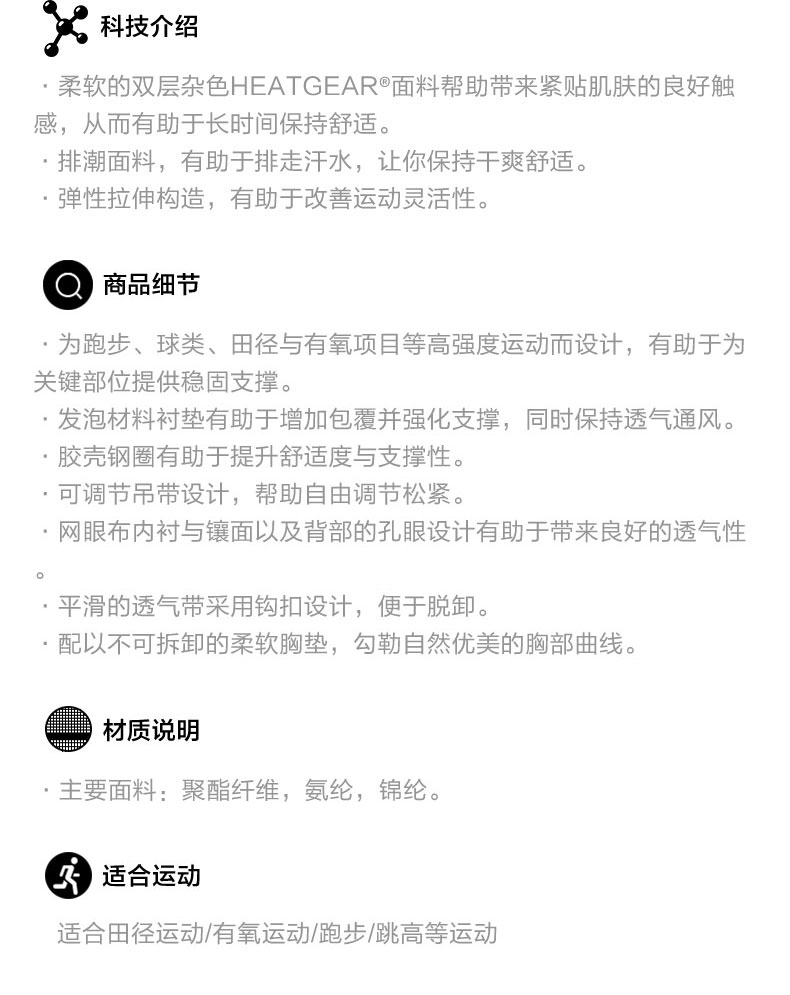 科技介绍
·柔软的双层杂色HEATGEAR®面料帮助带来紧贴肌肤的良好触
感，从而有助于长时间保持舒适。
·排潮面料，有助于排走汗水，让你保持干爽舒适。
·弹性拉伸构造，有助于改善运动灵活性。
商品细节
·为跑步、球类、田径与有氧项目等高强度运动而设计，有助于为
关键部位提供稳固支撑。
·发泡材料衬垫有助于增加包覆并强化支撑，同时保持透气通风。
·胶壳钢圈有助于提升舒适度与支撑性。
·可调节吊带设计，帮助自由调节松紧。
·网眼布内衬与镶面以及背部的孔眼设计有助于带来良好的透气性
。
·平滑的透气带采用钩扣设计，便于脱卸。
·配以不可拆卸的柔软胸垫，勾勒自然优美的胸部曲线。
材质说明
·主要面料：聚酯纤维，氨纶，锦纶。
适合运动
适合田径运动/有氧运动/跑步/跳高等运动